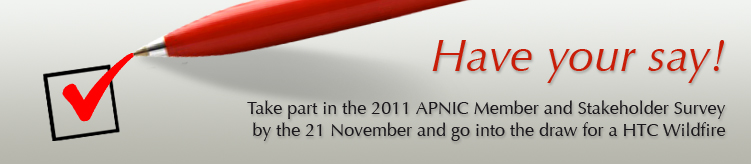 Have your say!
Take part in the 2011 APNIC Member and Stakeholder Survey
by the 21 November and go into the draw for a HTC Wildfire